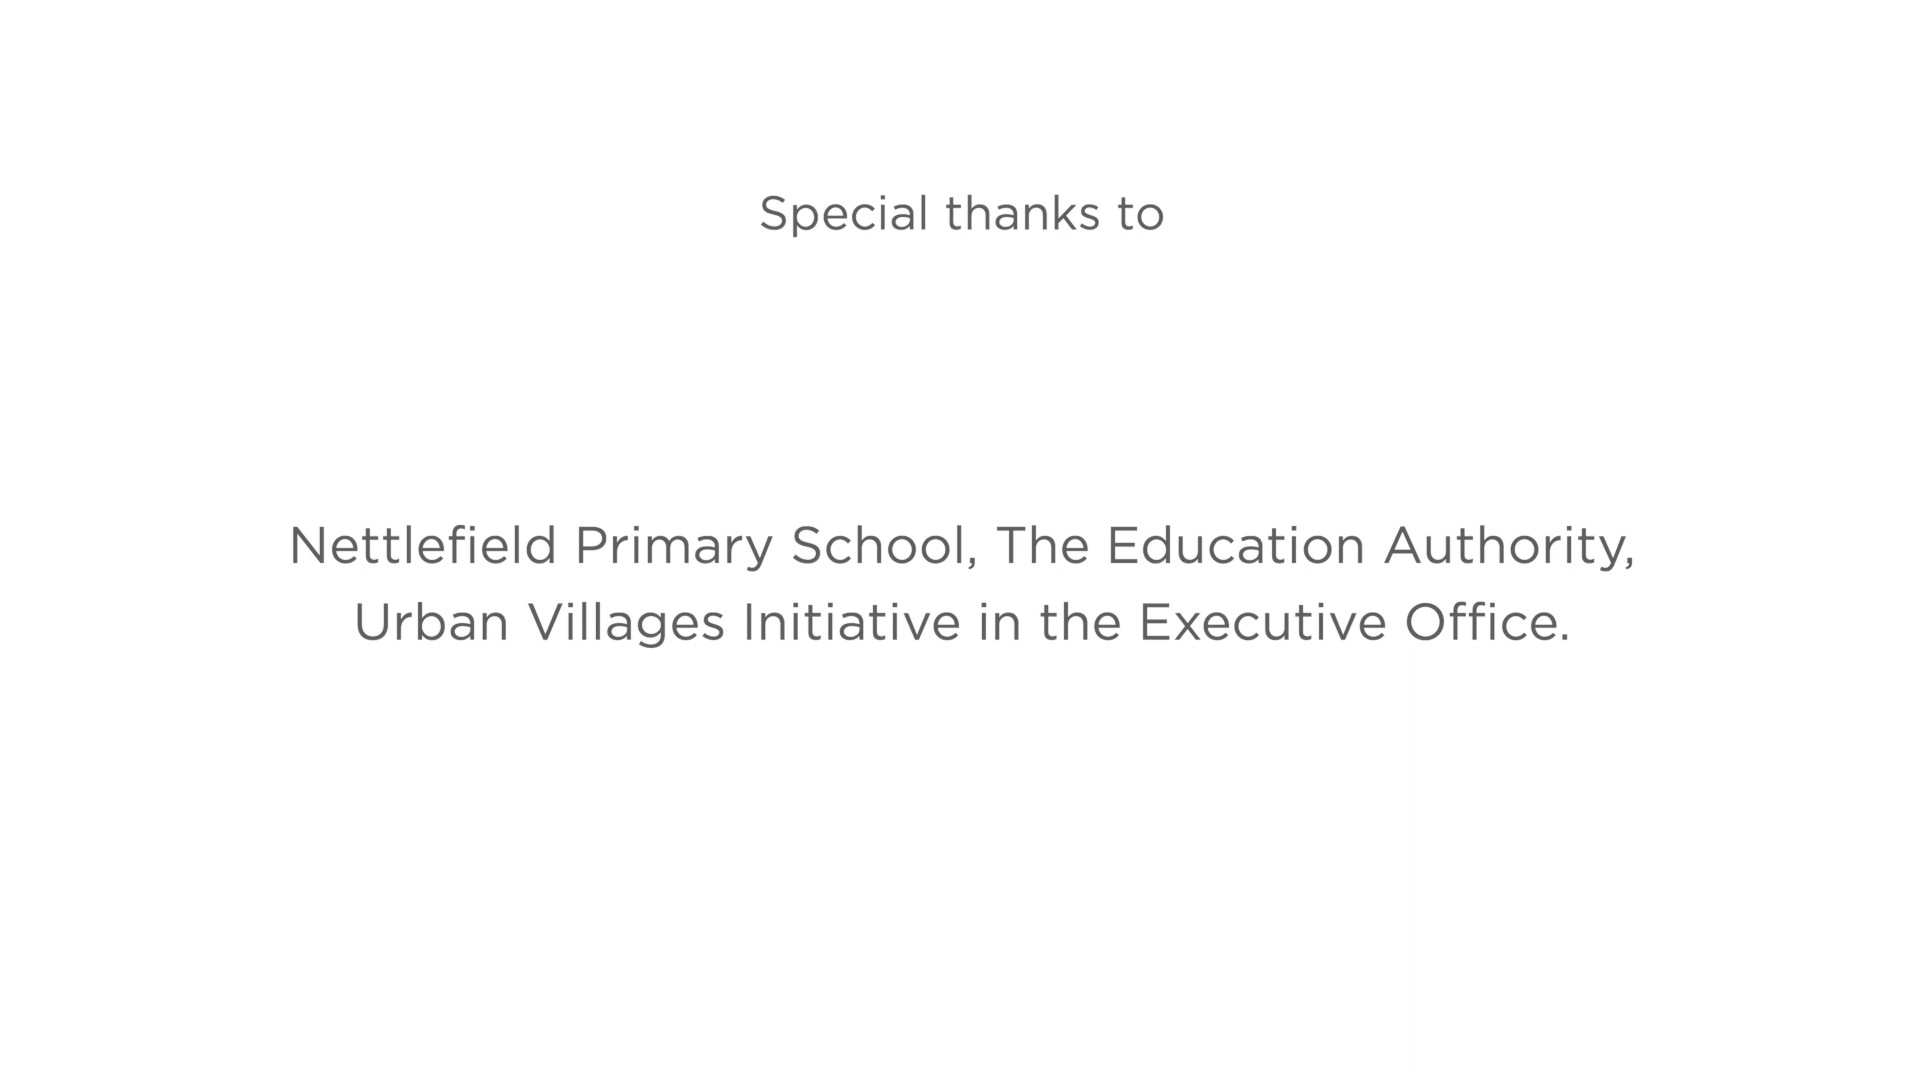 Special thanks to
Nettlefield Primary School, The Education Authority,
Urban Villages Initiative in the Executive Office.